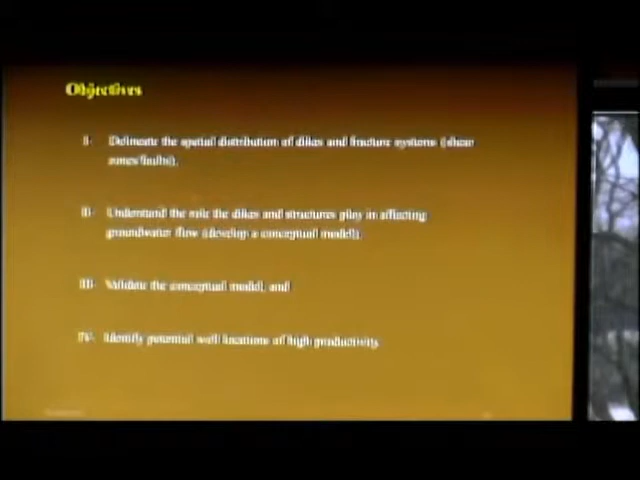 Objectives
I- Delineate the spatial distribution of dikes and fracture systems (shear
zones/faults).
II- Understand the role the dikes and structures play in affecting
groundwater flow (develop a conceptual model).
III- Validate the conceptual model, and
IV- Identify potential well locations of high productivity